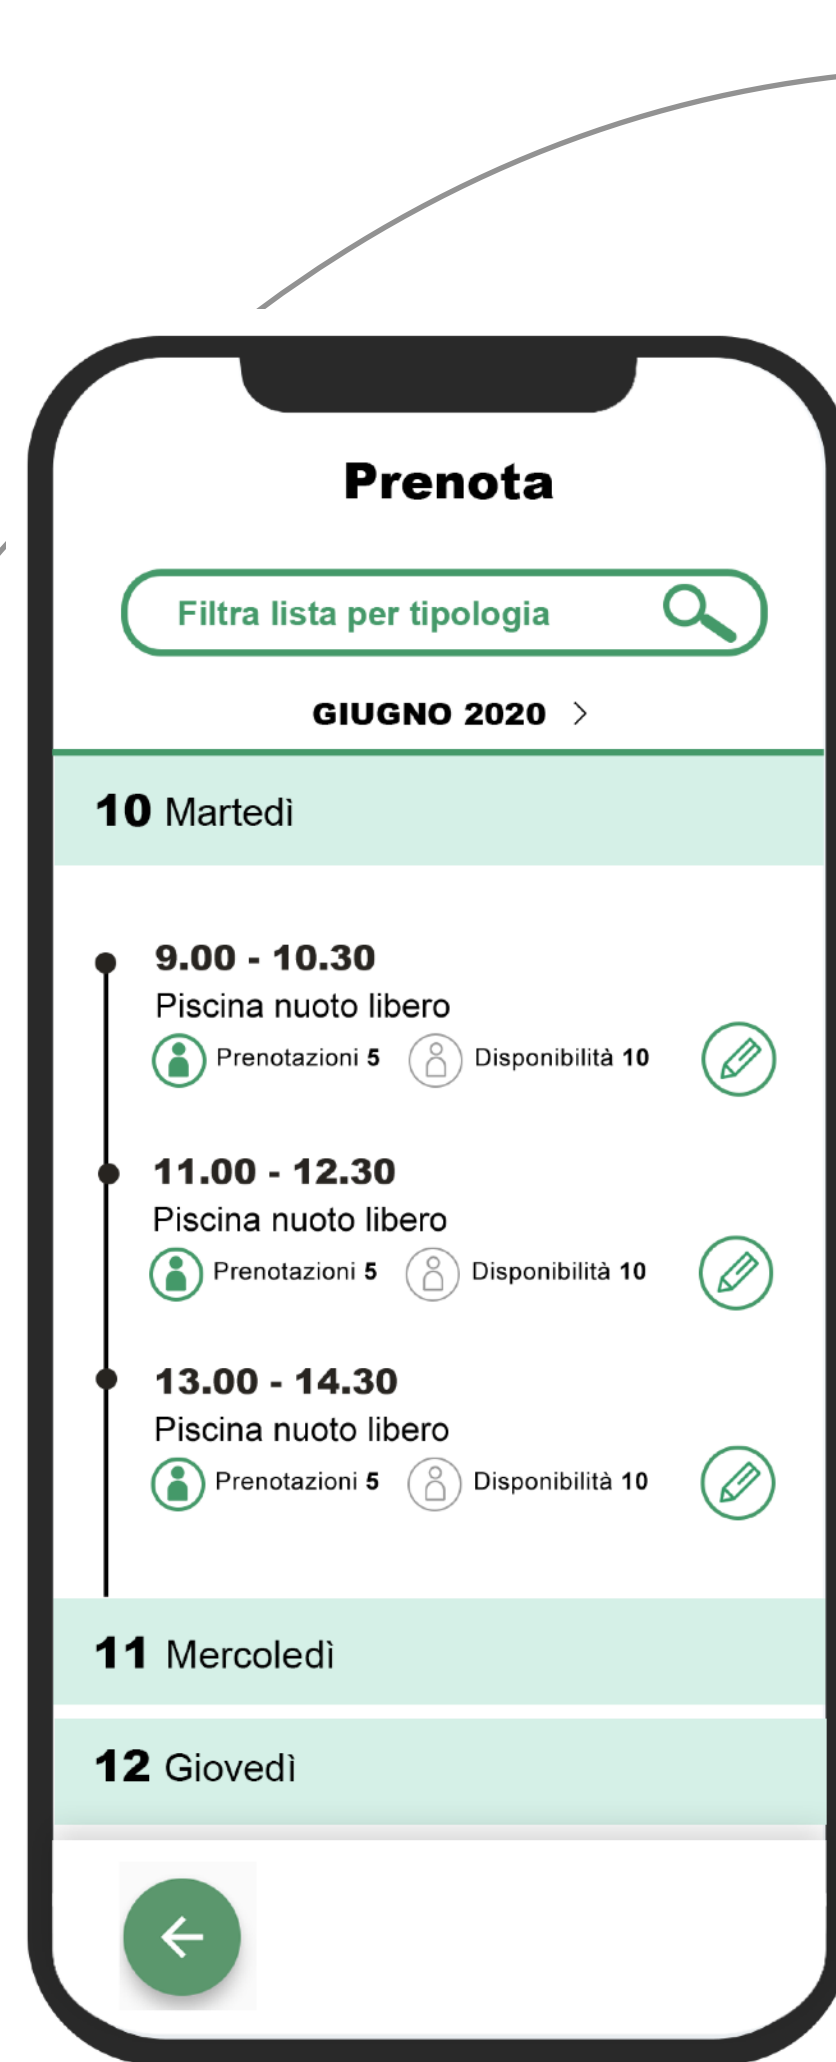 Prenota
Filtra lista per tipologia
GIUGNO 2020
10 Martedì
9.00 - 10.30
Piscina nuoto libero
Prenotazioni 5 Disponibilità 10
11.00 - 12.30
Piscina nuoto libero
Prenotazioni 5 Disponibilità 10
13.00 - 14.30
Piscina nuoto libero
Prenotazioni 5 Disponibilità 10
11 Mercoledì
12 Giovedì